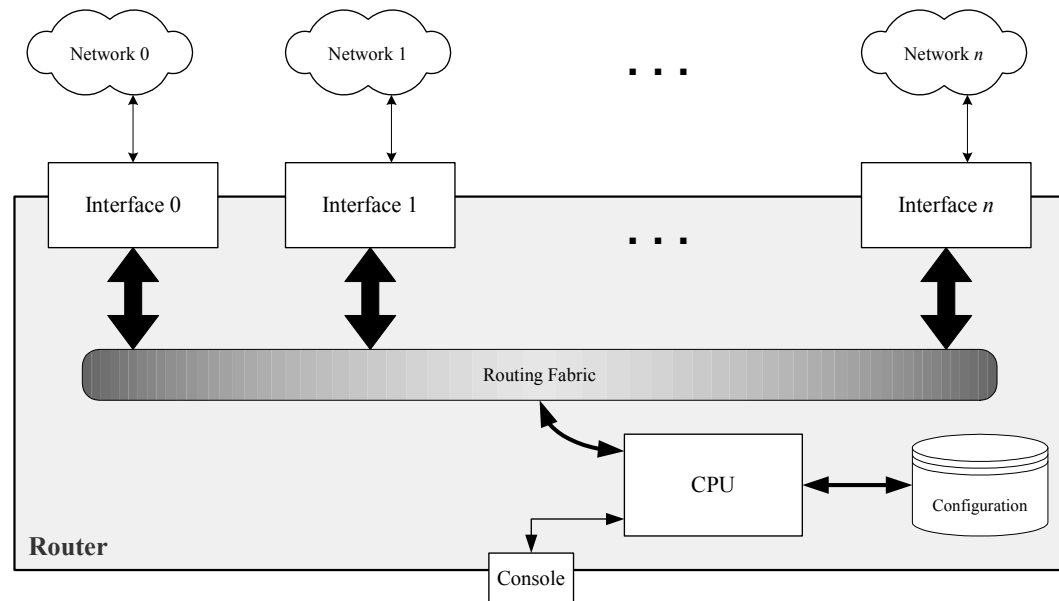 Network 0
Network 1
. . .
Network n
Interface 0
Interface 1
. . .
Interface n
Routing Fabric
CPU
Configuration
Router
Console